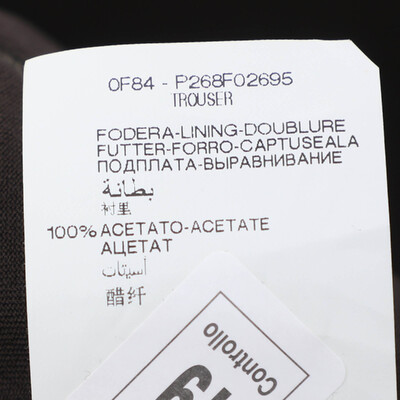 0F84 - P268F02695
TROUSER
FODERA-LINING-DOUBLURE
FUTTER-FORRO-CAPTUSEALA
ПОДПЛАТА-ВЫРАВНИВАНИЕ
بطانة
衬里
100% ACETATO-ACETATE
АЦЕТАТ
أسيتات
醋纤
Controllo